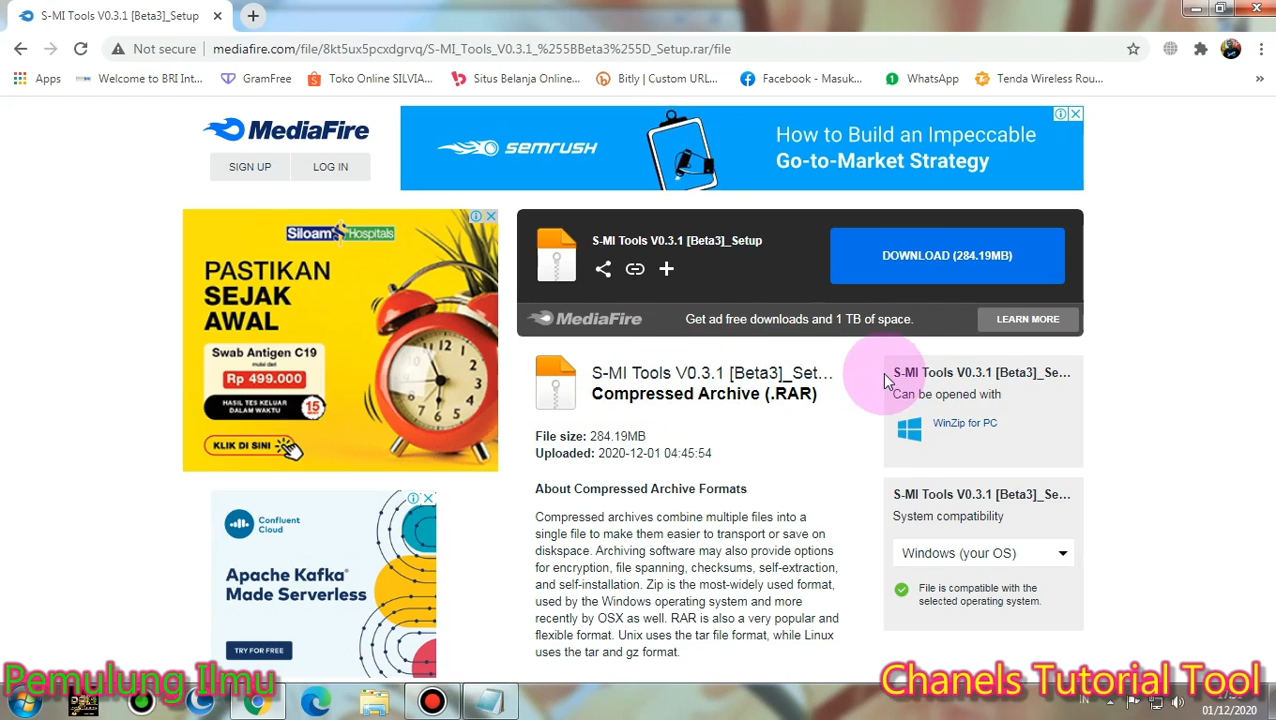 S-MI Tools V0.3.1 [Beta3]_Setup
Not secure
mediafire.com/file/8kt5ux5pcxdgrvq/S-MI_Tools_V0.3.1_%255BBeta3%255D_Setup.rar/file
Apps
Welcome to BRI Int...
GramFree
Toko Online SILVIA...
Situs Belanja Online...
Bitly | Custom URL...
Facebook - Masuk...
WhatsApp
Tenda Wireless Rou...
»
MediaFire
SIGN UP
LOG IN
SEMRUSH
How to Build an Impeccable
Go-to-Market Strategy
Siloam Hospitals
PASTIKAN
SEJAK
AWAL
Swab Antigen C19
mulai dari
Rp 499.000
HASIL TES KELUAR
DALAM WAKTU
15
KLIK DI SINI
S-MI Tools V0.3.1 [Beta3]_Setup
DOWNLOAD (284.19MB)
MediaFire
Get ad free downloads and 1 TB of space.
LEARN MORE
S-MI Tools V0.3.1 [Beta3]_Set...
Compressed Archive (.RAR)
File size: 284.19MB
Uploaded: 2020-12-01 04:45:54
About Compressed Archive Formats
Compressed archives combine multiple files into a
single file to make them easier to transport or save on
diskspace. Archiving software may also provide options
for encryption, file spanning, checksums, self-extraction,
and self-installation. Zip is the most-widely used format,
used by the Windows operating system and more
recently by OSX as well. RAR is also a very popular and
flexible format. Unix uses the tar file format, while Linux
uses the tar and gz format.
S-MI Tools V0.3.1 [Beta3]_Se...
Can be opened with
WinZip for PC
S-MI Tools V0.3.1 [Beta3]_Se...
System compatibility
Windows (your OS)
File is compatible with the
selected operating system.
Confluent
Cloud
Apache Kafka®
Made Serverless
TRY FOR FREE
Pemulung Ilmu
Chanels Tutorial Tool
IN
01/12/2020